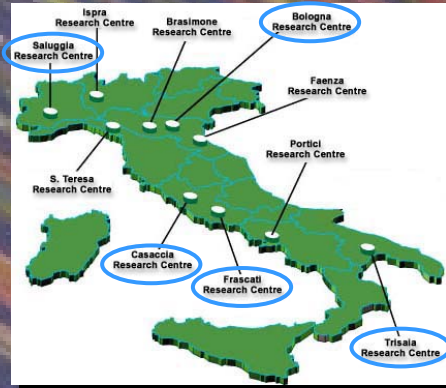 Ispra
Research Centre
Brasimone
Research Centre
Bologna
Research Centre
Saluggia
Research Centre
Faenza
Research Centre
Portici
Research Centre
S. Teresa
Research Centre
Casaccia
Research Centre
Frascati
Research Centre
Trisaia
Research Centre